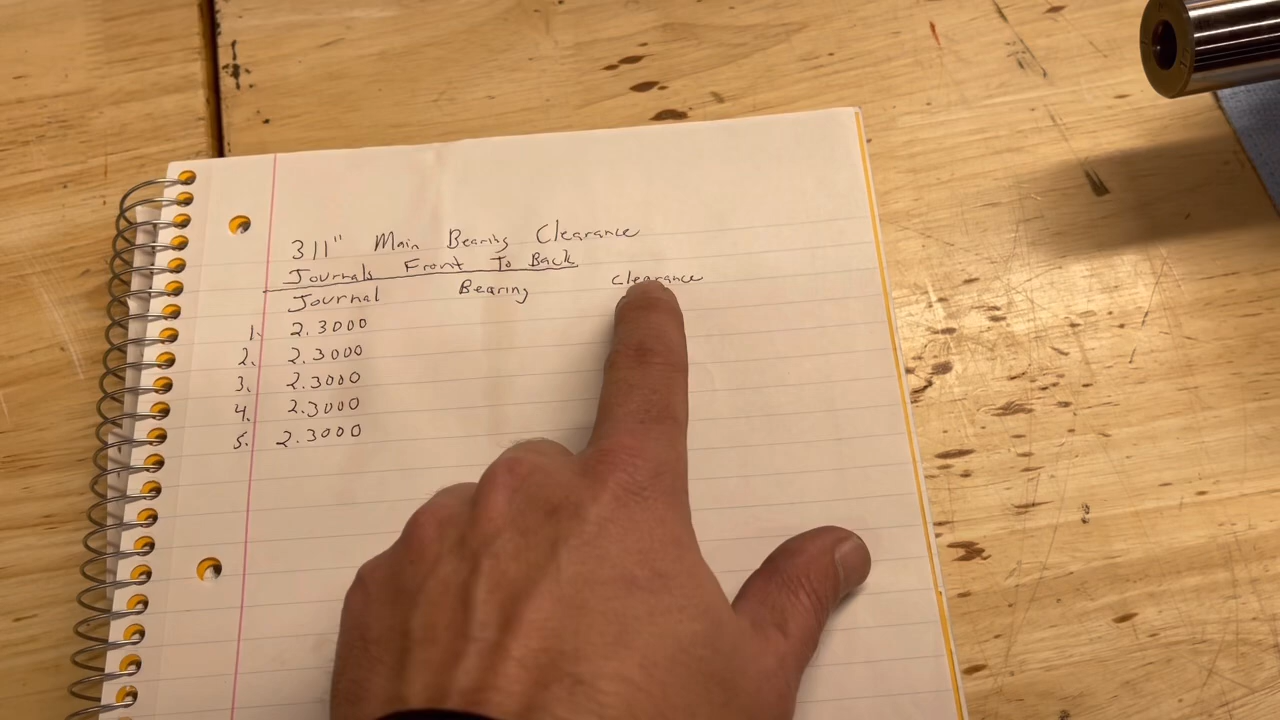 311" Main Bearing Clearance
Journals Front To Back
Journal Bearing Clearance
1. 2.3000
2. 2.3000
3. 2.3000
4. 2.3000
5. 2.3000